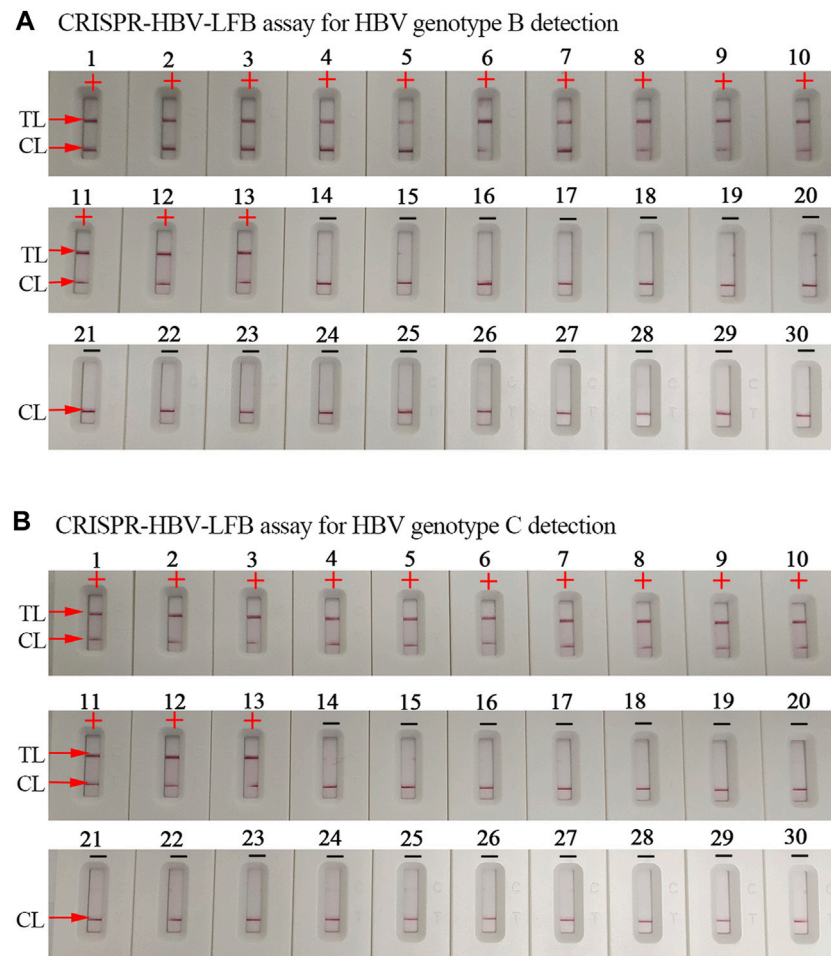 A CRISPR-HBV-LFB assay for HBV genotype B detection
1 2 3 4 5 6 7 8 9 10
+ + + + + + + + + +
TL
CL
11 12 13 14 15 16 17 18 19 20
+ + + − − − − − − −
TL
CL
21 22 23 24 25 26 27 28 29 30
− − − − − − − − − −
CL
B CRISPR-HBV-LFB assay for HBV genotype C detection
1 2 3 4 5 6 7 8 9 10
+ + + + + + + + + +
TL
CL
11 12 13 14 15 16 17 18 19 20
+ + + − − − − − − −
TL
CL
21 22 23 24 25 26 27 28 29 30
− − − − − − − − − −
CL